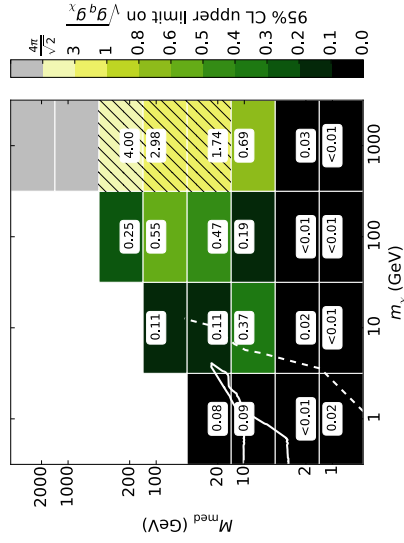 M_med (GeV)
2000
1000
200
100
20
10
2
1
0.25 4.00
0.11 0.55 2.98
0.08 0.11 0.47 1.74
0.09 0.37 0.19 0.69
<0.01 0.02 <0.01 0.03
0.02 <0.01 <0.01 <0.01
1 10 100 1000
m_χ (GeV)
4π/√2
3
1
0.8
0.6
0.5
0.4
0.2
0.1
0.0
95% CL upper limit on √(g_q g_χ)